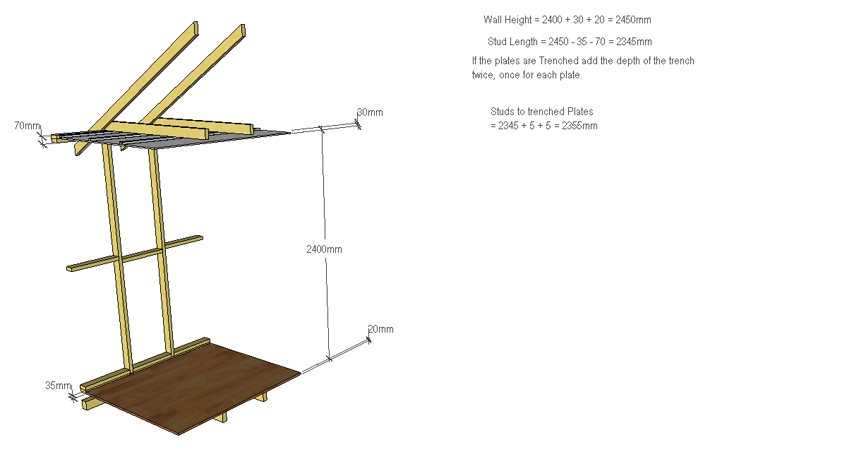 Wall Height = 2400 + 30 + 20 = 2450mm
Stud Length = 2450 - 35 - 70 = 2345mm
If the plates are Trenched add the depth of the trench
twice, once for each plate.
Studs to trenched Plates
= 2345 + 5 + 5 = 2355mm
30mm
70mm
2400mm
20mm
35mm